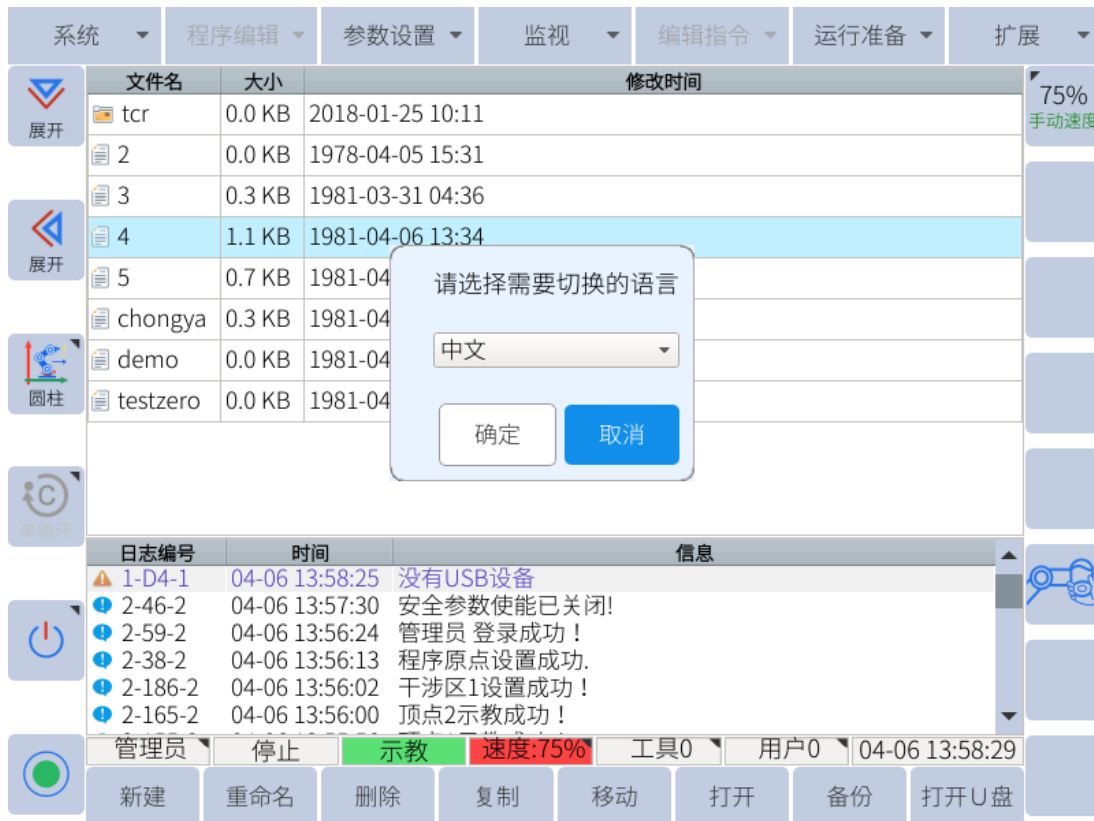 系统 程序编辑 参数设置 监视 编辑指令 运行准备 扩展
展开
展开
圆柱
单循环
文件名 大小 修改时间
tcr 0.0 KB 2018-01-25 10:11
2 0.0 KB 1978-04-05 15:31
3 0.3 KB 1981-03-31 04:36
4 1.1 KB 1981-04-06 13:34
5 0.7 KB 1981-04
chongya 0.3 KB 1981-04
demo 0.0 KB 1981-04
testzero 0.0 KB 1981-04
请选择需要切换的语言
中文
确定 取消
75%
手动速度
日志编号 时间 信息
1-D4-1 04-06 13:58:25 没有USB设备
2-46-2 04-06 13:57:30 安全参数使能已关闭!
2-59-2 04-06 13:56:24 管理员 登录成功！
2-38-2 04-06 13:56:13 程序原点设置成功.
2-186-2 04-06 13:56:02 干涉区1设置成功！
2-165-2 04-06 13:56:00 顶点2示教成功！
管理员 停止 示教 速度:75% 工具0 用户0 04-06 13:58:29
新建 重命名 删除 复制 移动 打开 备份 打开U盘